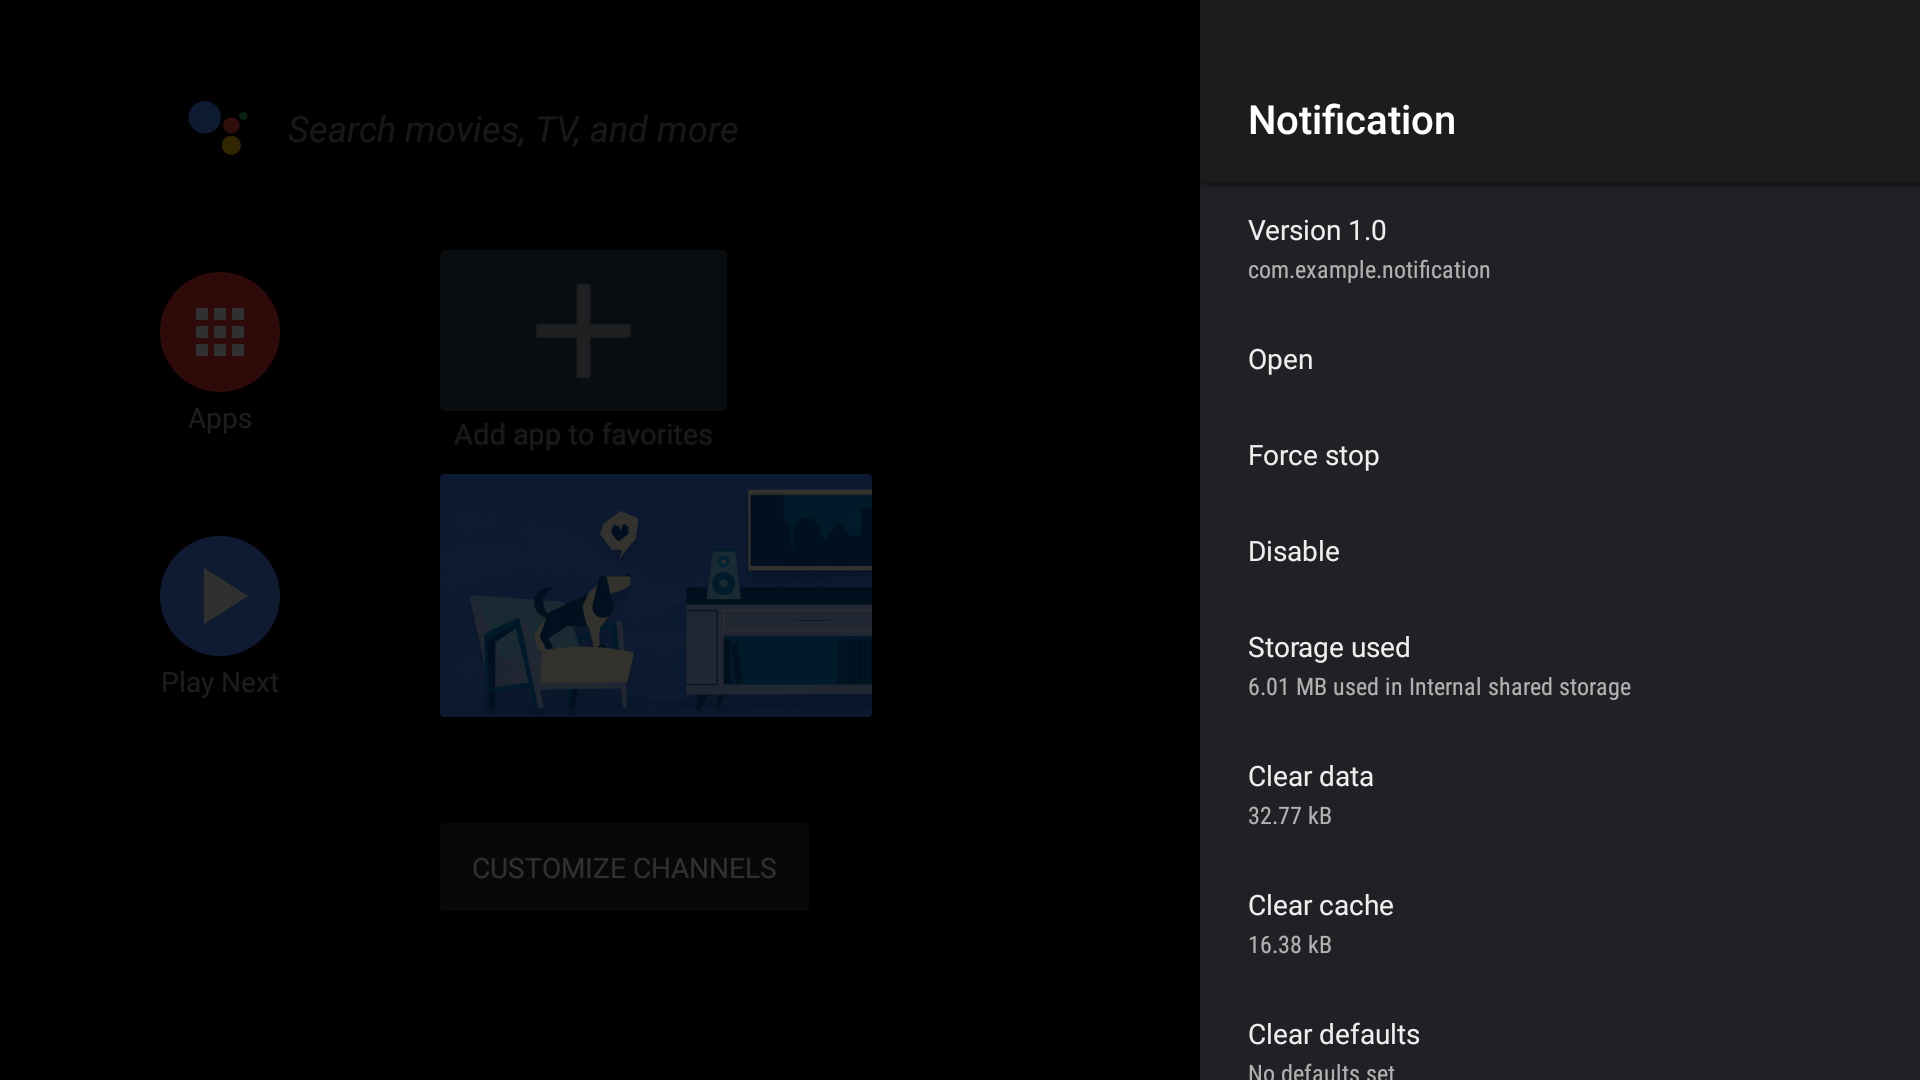 Search movies, TV, and more
Apps
Add app to favorites
Play Next
CUSTOMIZE CHANNELS
Notification
Version 1.0
com.example.notification
Open
Force stop
Disable
Storage used
6.01 MB used in Internal shared storage
Clear data
32.77 kB
Clear cache
16.38 kB
Clear defaults
No defaults set